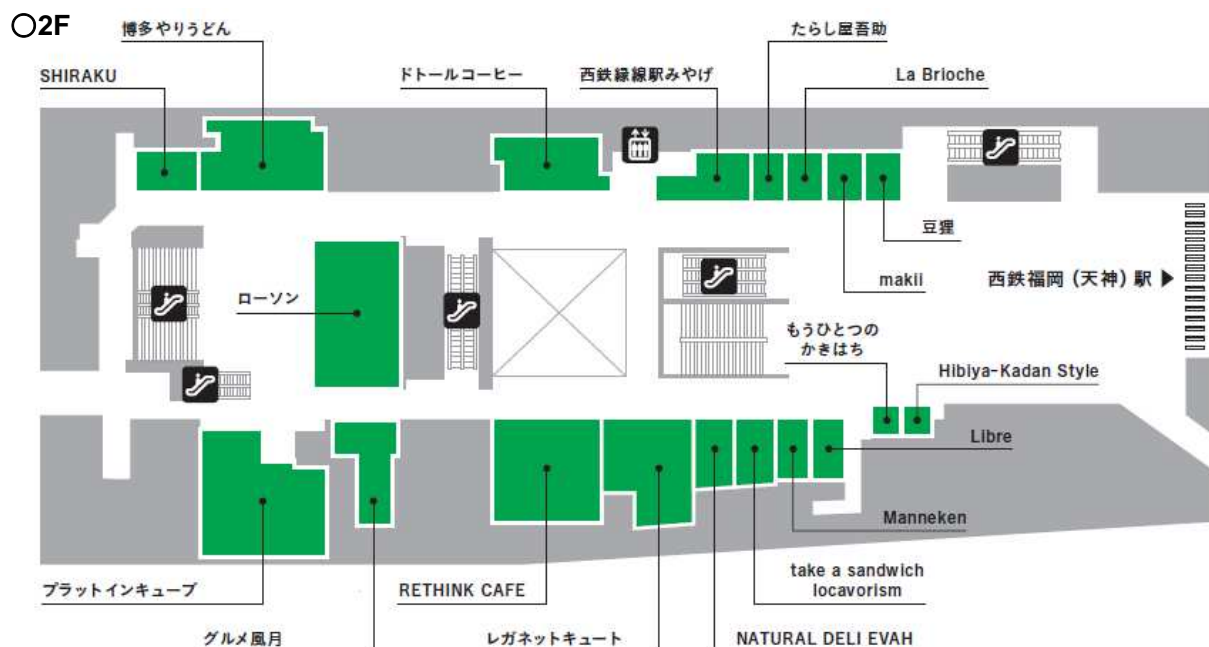 ○2F
博多やりうどん
たらし屋吾助
SHIRAKU
ドトールコーヒー
西鉄縁線駅みやげ
La Brioche
豆狸
makii
西鉄福岡（天神）駅 ▶
ローソン
もうひとつの
かきはち
Hibiya-Kadan Style
Libre
Manneken
プラットインキューブ
RETHINK CAFE
take a sandwich
locavorism
グルメ風月
レガネットキュート
NATURAL DELI EVAH